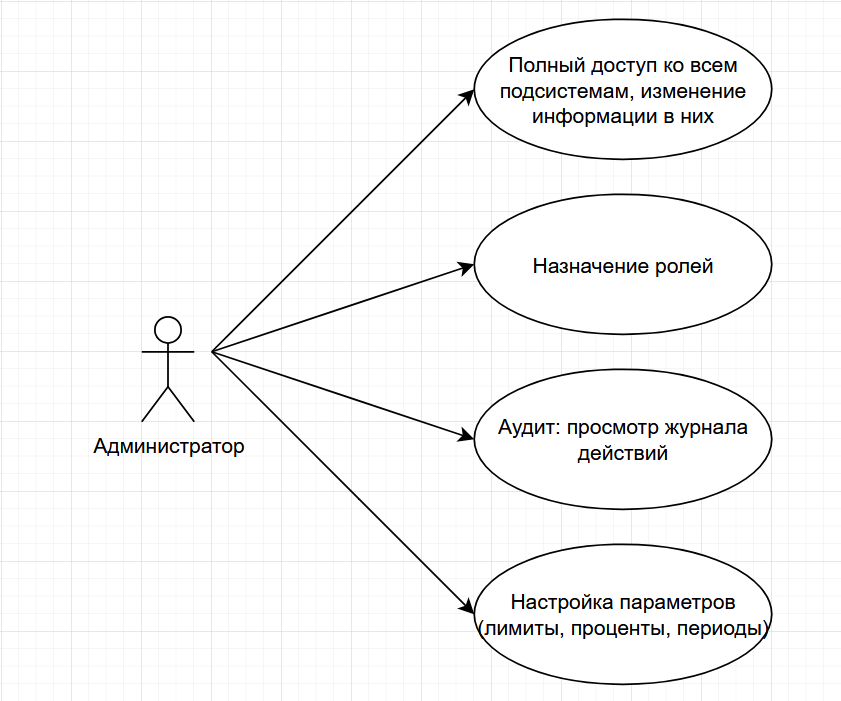 Полный доступ ко всем
подсистемам, изменение
информации в них
Назначение ролей
Администратор
Аудит: просмотр журнала
действий
Настройка параметров
(лимиты, проценты, периоды)